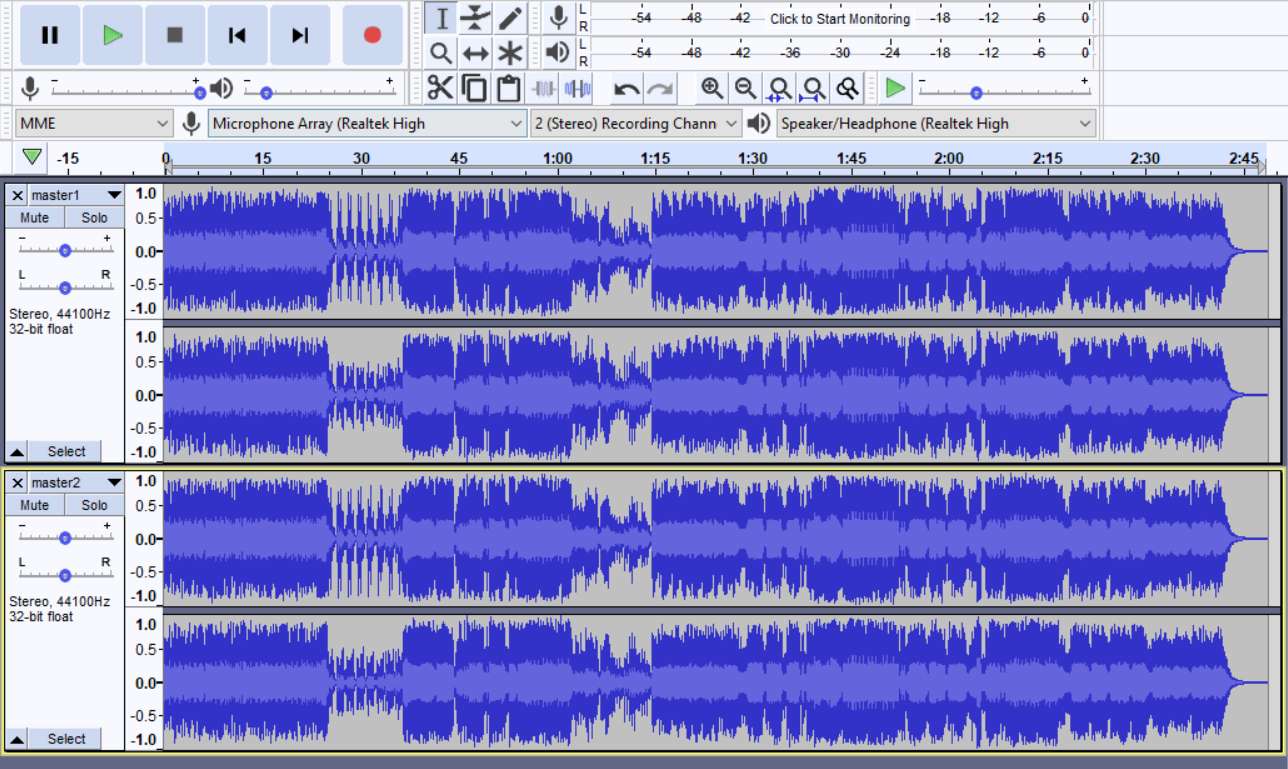 L
R
-54 -48 -42 Click to Start Monitoring -18 -12 -6 0
L
R
-54 -48 -42 -36 -30 -24 -18 -12 -6 0
- + - +
- +
MME
Microphone Array (Realtek High
2 (Stereo) Recording Chann
Speaker/Headphone (Realtek High
-15 0 15 30 45 1:00 1:15 1:30 1:45 2:00 2:15 2:30 2:45
X master1
Mute Solo
- +
L R
Stereo, 44100Hz
32-bit float
Select
1.0
0.5-
0.0-
-0.5-
-1.0
1.0
0.5-
0.0-
-0.5-
-1.0
X master2
Mute Solo
- +
L R
Stereo, 44100Hz
32-bit float
Select
1.0
0.5-
0.0-
-0.5-
-1.0
1.0
0.5-
0.0-
-0.5-
-1.0